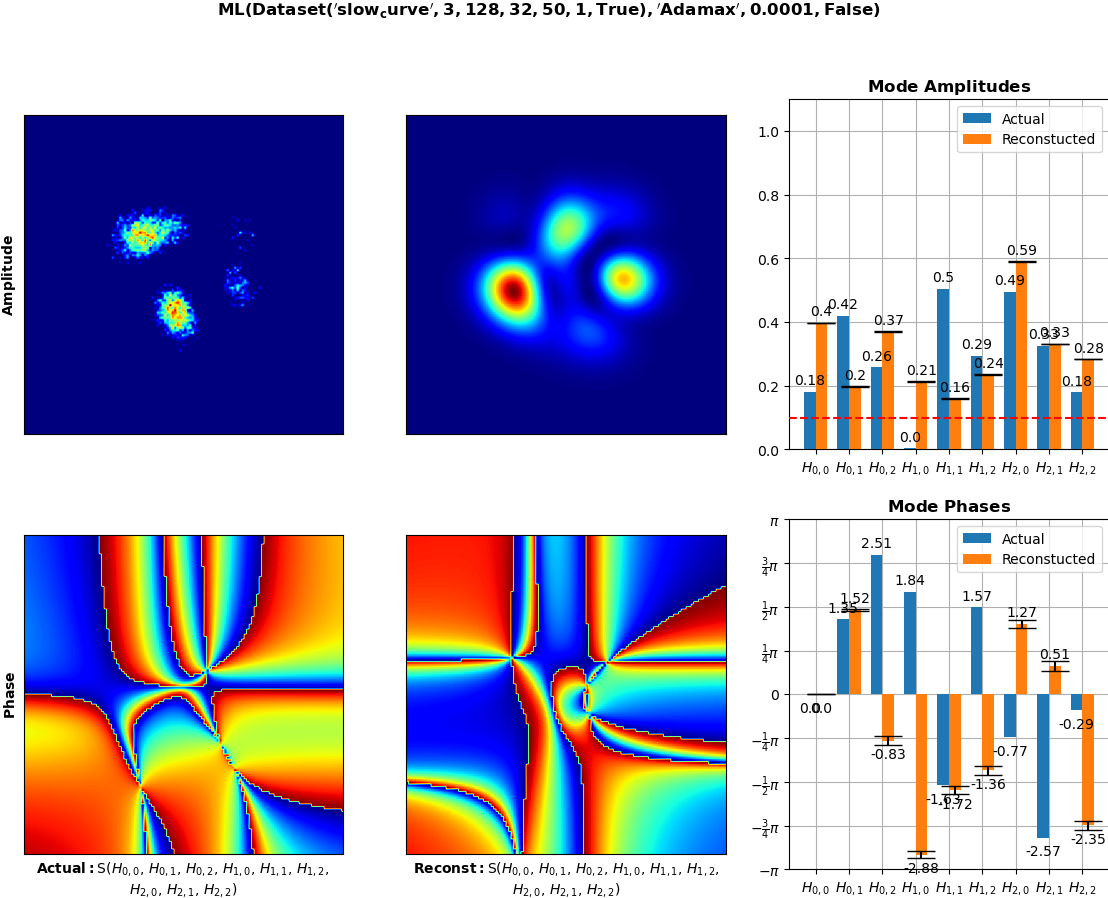 ML(Dataset('slow_curve', 3, 128, 32, 50, 1, True), 'Adamax', 0.0001, False)
Amplitude
Mode Amplitudes
Actual
Reconstucted
1.0
0.8
0.6
0.4
0.2
0.0
0.18
0.4
0.42
0.2
0.26
0.37
0.0
0.21
0.5
0.16
0.29
0.24
0.49
0.59
0.33
0.33
0.18
0.28
H0,0 H0,1 H0,2 H1,0 H1,1 H1,2 H2,0 H2,1 H2,2
Phase
Actual: S(H0,0, H0,1, H0,2, H1,0, H1,1, H1,2,
H2,0, H2,1, H2,2)
Reconst: S(H0,0, H0,1, H0,2, H1,0, H1,1, H1,2,
H2,0, H2,1, H2,2)
Mode Phases
Actual
Reconstucted
π
3/4π
1/2π
1/4π
0
−1/4π
−1/2π
−3/4π
−π
0.0
0.0
1.35
1.52
2.51
-0.83
1.84
-2.88
-1.63
-1.72
1.57
-1.36
-0.77
1.27
-2.57
0.51
-0.29
-2.35
H0,0 H0,1 H0,2 H1,0 H1,1 H1,2 H2,0 H2,1 H2,2